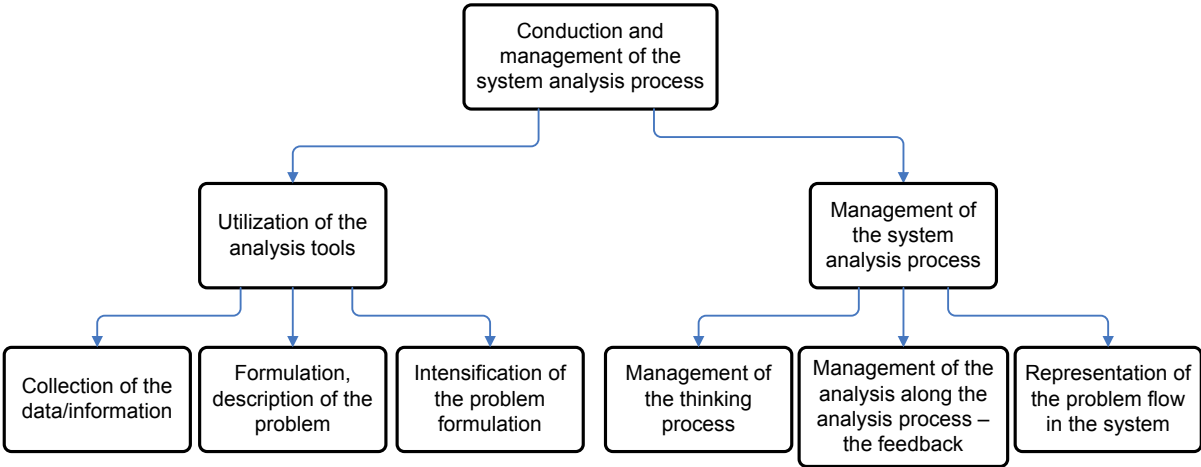 Conduction and
management of the
system analysis process
Utilization of the
analysis tools
Management of
the system
analysis process
Collection of the
data/information
Formulation,
description of the
problem
Intensification of
the problem
formulation
Management of
the thinking
process
Management of the
analysis along the
analysis process –
the feedback
Representation of
the problem flow
in the system